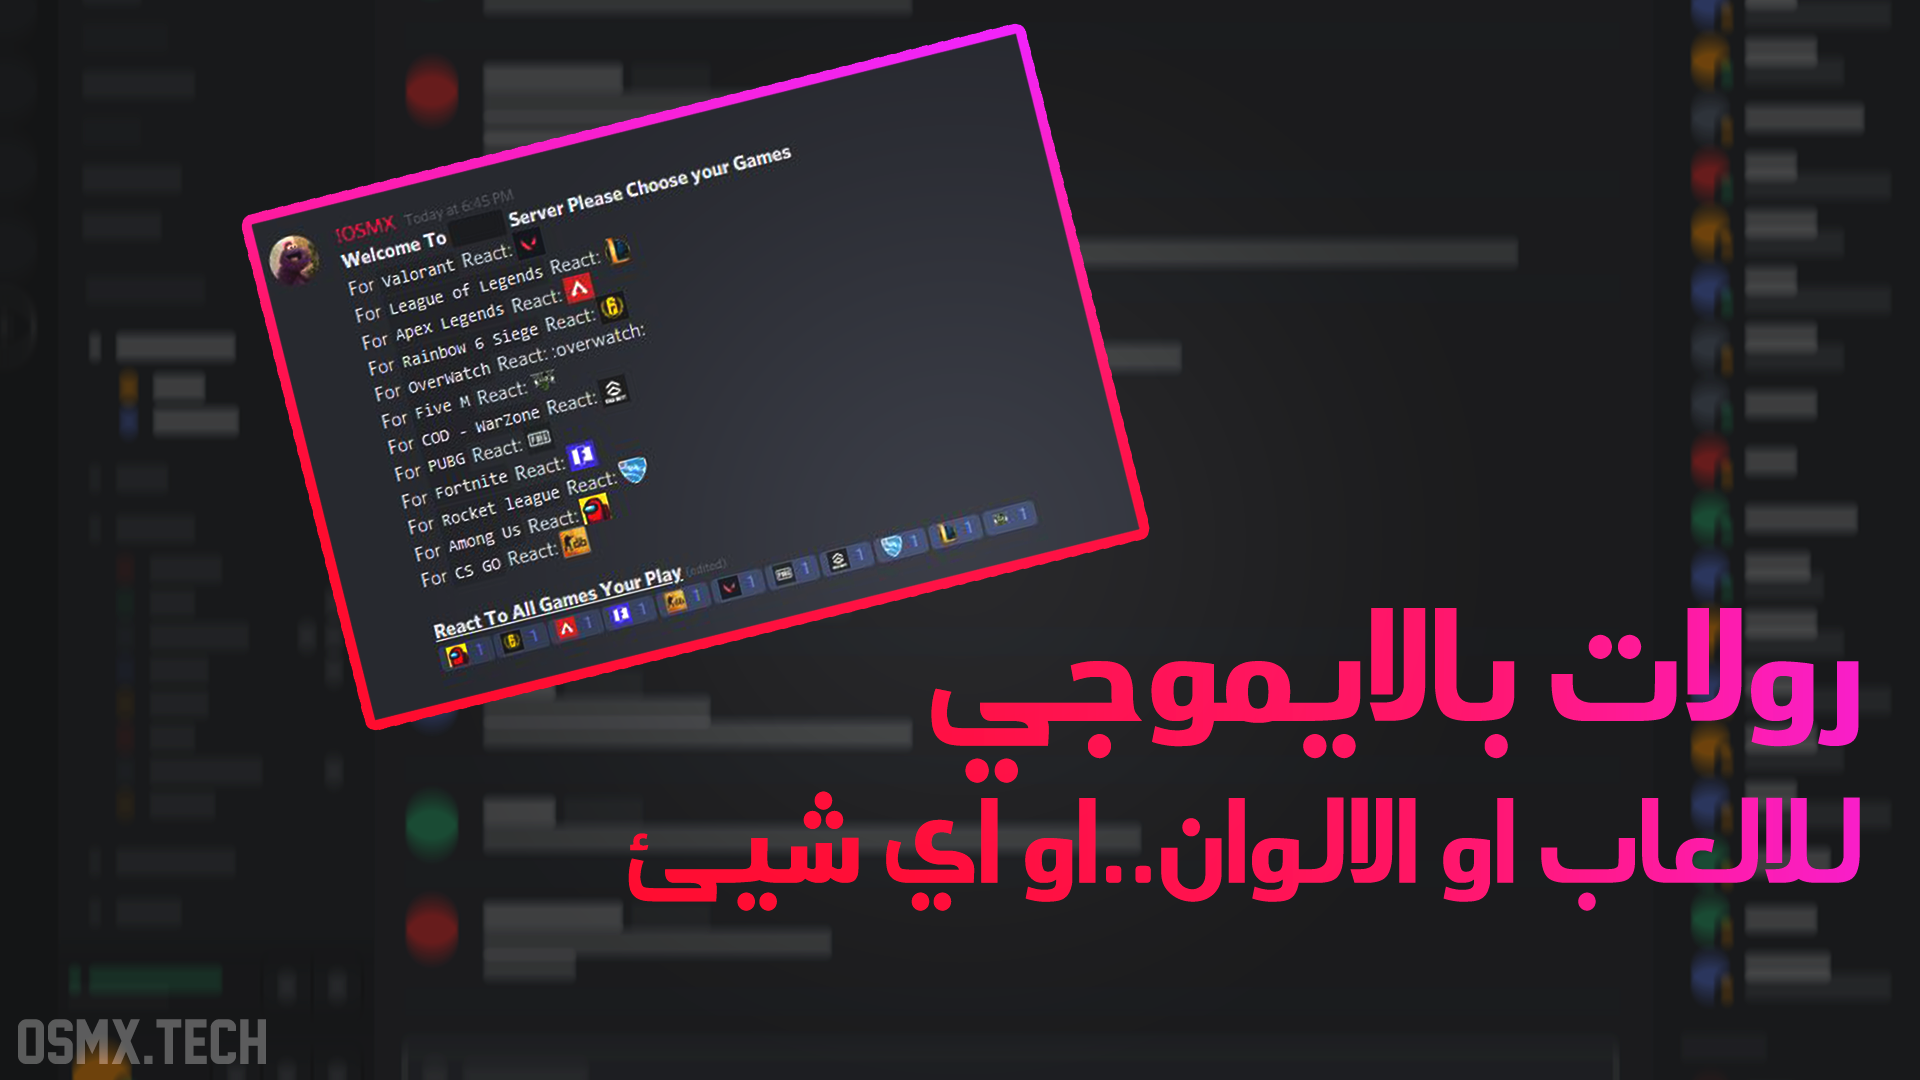 !OSMX Today at 6:45 PM
Welcome To Server Please Choose your Games
For Valorant React:
For League of Legends React:
For Apex Legends React:
For Rainbow 6 Siege React:
For OverWatch React: :overwatch:
For Five M React:
For COD - WarZone React:
For PUBG React:
For Fortnite React:
For Rocket league React:
For Among Us React:
For CS GO React:
React To All Games Your Play (edited)
1 1 1 1 1 1 1 1 1 1 1
رولات بالايموجي
للالعاب او الالوان..او اي شيئ
OSMX.TECH